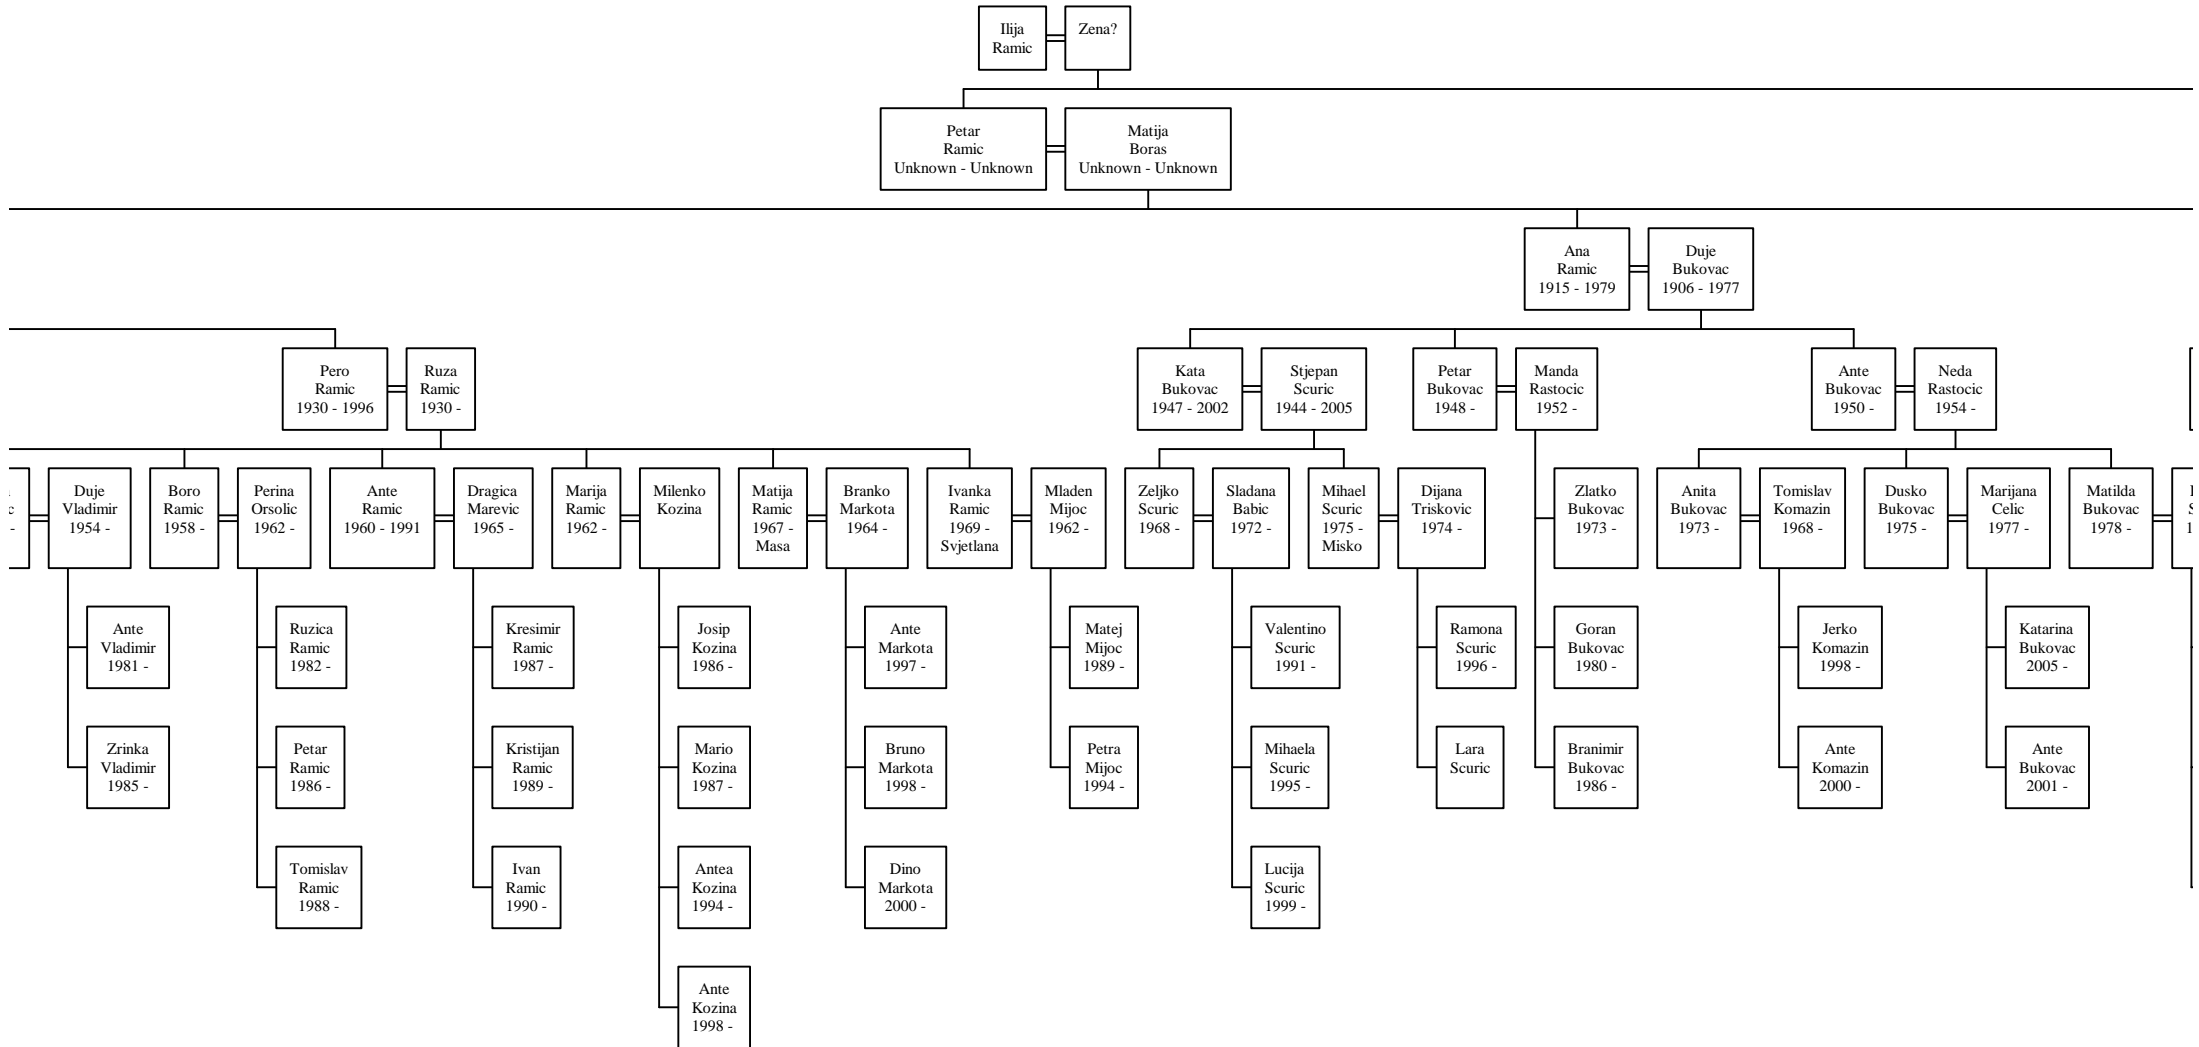 Ilija
Ramic
Zena?
Petar
Ramic
Unknown - Unknown
Matija
Boras
Unknown - Unknown
Ana
Ramic
1915 - 1979
Duje
Bukovac
1906 - 1977
Pero
Ramic
1930 - 1996
Ruza
Ramic
1930 -
Kata
Bukovac
1947 - 2002
Stjepan
Scuric
1944 - 2005
Petar
Bukovac
1948 -
Manda
Rastocic
1952 -
Ante
Bukovac
1950 -
Neda
Rastocic
1954 -
Duje
Vladimir
1954 -
Boro
Ramic
1958 -
Perina
Orsolic
1962 -
Ante
Ramic
1960 - 1991
Dragica
Marevic
1965 -
Marija
Ramic
1962 -
Milenko
Kozina
Matija
Ramic
1967 -
Masa
Branko
Markota
1964 -
Ivanka
Ramic
1969 -
Svjetlana
Mladen
Mijoc
1962 -
Zeljko
Scuric
1968 -
Sladana
Babic
1972 -
Mihael
Scuric
1975 -
Misko
Dijana
Triskovic
1974 -
Zlatko
Bukovac
1973 -
Anita
Bukovac
1973 -
Tomislav
Komazin
1968 -
Dusko
Bukovac
1975 -
Marijana
Celic
1977 -
Matilda
Bukovac
1978 -
Ante
Vladimir
1981 -
Ruzica
Ramic
1982 -
Kresimir
Ramic
1987 -
Josip
Kozina
1986 -
Ante
Markota
1997 -
Matej
Mijoc
1989 -
Valentino
Scuric
1991 -
Ramona
Scuric
1996 -
Goran
Bukovac
1980 -
Jerko
Komazin
1998 -
Katarina
Bukovac
2005 -
Zrinka
Vladimir
1985 -
Petar
Ramic
1986 -
Kristijan
Ramic
1989 -
Mario
Kozina
1987 -
Bruno
Markota
1998 -
Petra
Mijoc
1994 -
Mihaela
Scuric
1995 -
Lara
Scuric
Branimir
Bukovac
1986 -
Ante
Komazin
2000 -
Ante
Bukovac
2001 -
Tomislav
Ramic
1988 -
Ivan
Ramic
1990 -
Antea
Kozina
1994 -
Dino
Markota
2000 -
Lucija
Scuric
1999 -
Ante
Kozina
1998 -